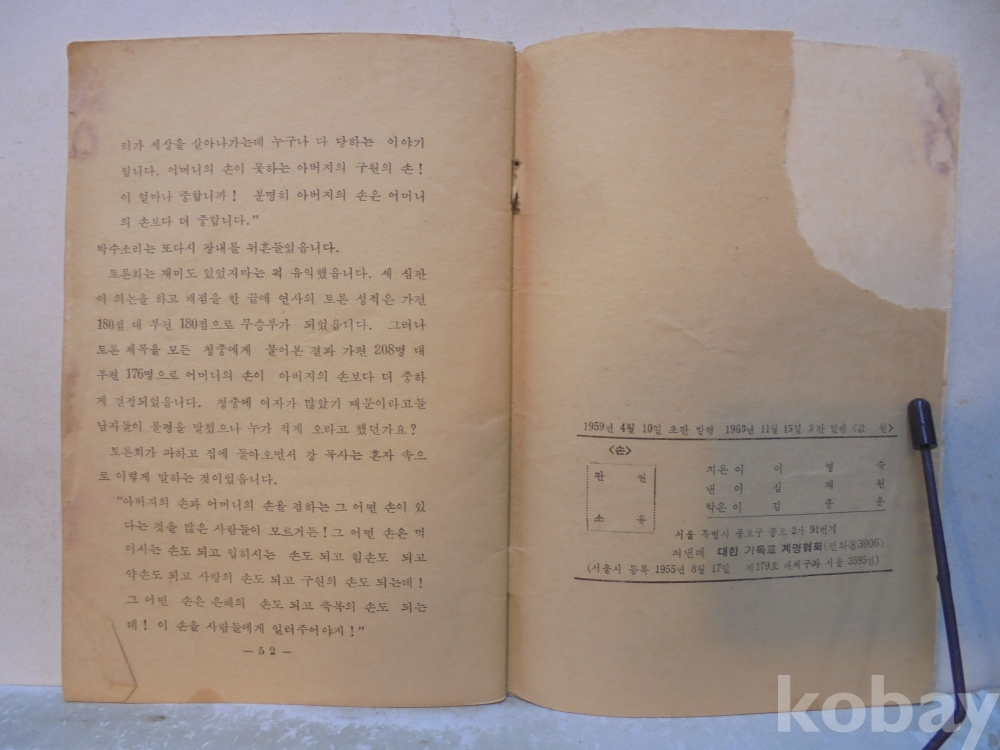 리가 세상을 살아나가는데 누구나 다 당하는 이야기
입니다. 어머니의 손이 못하는 아버지의 구원의 손!
이 얼마나 중합니까! 분명히 아버지의 손은 어머니
의 손보다 더 중합니다.”
박수소리는 또다시 장내를 뒤흔들었읍니다.
토론회는 재미도 있었지마는 퍽 유익했읍니다. 세 심판
이 의논을 하고 채점을 한 끝에 연사의 토론 성적은 가편
180점 대 부편 180점으로 무승부가 되었읍니다. 그러나
토론 제목을 모든 청중에게 물어본 결과 가편 208명 대
부편 176명으로 어머니의 손이 아버지의 손보다 더 중하
게 결정되었읍니다. 청중에 여자가 많았기 때문이라고들
남자들이 불평을 말했으나 누가 적게 오라고 했던가요?
토론회가 파하고 집에 돌아오면서 강 목사는 혼자 속으
로 이렇게 말하는 것이었읍니다.
“아버지의 손과 어머니의 손을 겸하는 그 어떤 손이 있
다는 것을 많은 사람들이 모르거든! 그 어떤 손은 먹
이시는 손도 되고 입히시는 손도 되고 힘손도 되고
약손도 되고 사랑의 손도 되고 구원의 손도 되는데!
그 어떤 손은 은혜의 손도 되고 축복의 손도 되는
데! 이 손을 사람들에게 일러주어야지!”
— 52 —
1959년 4월 10일 초판 발행 1963년 11월 15일 3판 발행 <값 원>
<손>
판 권
소 유
지은 이 이 영 숙
낸 이 심 재 원
박은 이 김 종 운
서울 특별시 종로구 종로 2가 91번지
펴낸데 대한 기독교 계명협회(전화④3906)
<서울시 등록 1955년 8월 17일 제179호 대체구좌 서울 3595번>
kobay